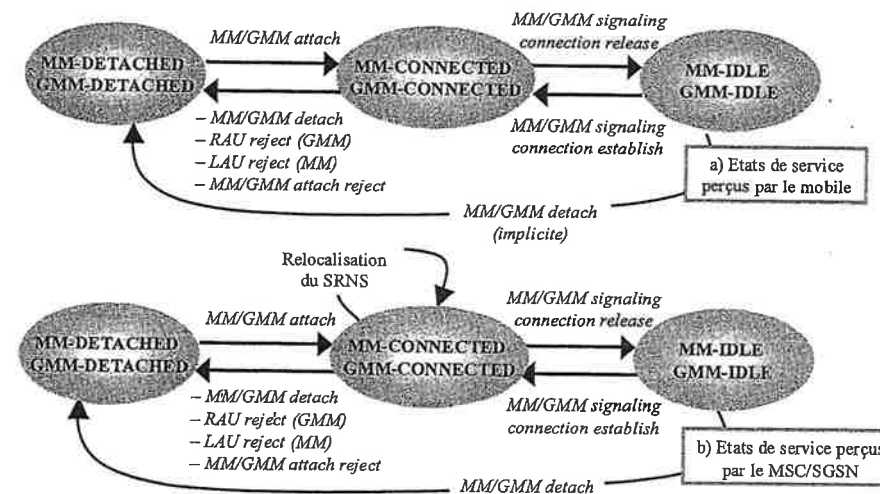 MM/GMM attach
MM/GMM signaling
connection release
MM-DETACHED
GMM-DETACHED
MM-CONNECTED
GMM-CONNECTED
MM-IDLE
GMM-IDLE
– MM/GMM detach
– RAU reject (GMM)
– LAU reject (MM)
– MM/GMM attach reject
MM/GMM signaling
connection establish
a) Etats de service
perçus par le mobile
MM/GMM detach
(implicite)
Relocalisation
du SRNS
MM/GMM attach
MM/GMM signaling
connection release
MM-DETACHED
GMM-DETACHED
MM-CONNECTED
GMM-CONNECTED
MM-IDLE
GMM-IDLE
– MM/GMM detach
– RAU reject (GMM)
– LAU reject (MM)
– MM/GMM attach reject
MM/GMM signaling
connection establish
b) Etats de service perçus
par le MSC/SGSN
MM/GMM detach